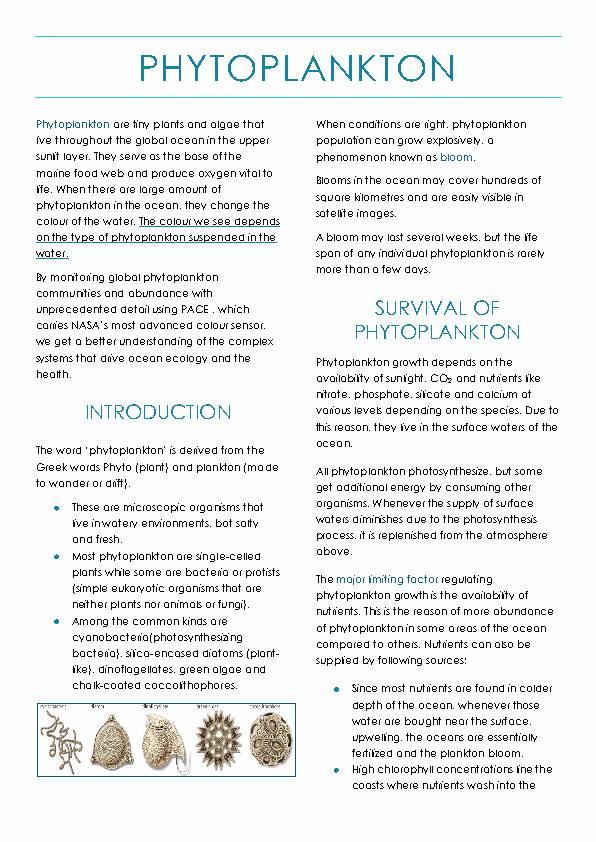 PHYTOPLANKTON
Phytoplankton are tiny plants and algae that
live throughout the global ocean in the upper
sunlit layer. They serve as the base of the
marine food web and produce oxygen vital to
life. When there are large amount of
phytoplankton in the ocean, they change the
colour of the water. The colour we see depends
on the type of phytoplankton suspended in the
water.
By monitoring global phytoplankton
communities and abundance with
unprecedented detail using PACE , which
carries NASA's most advanced colour sensor,
we get a better understanding of the complex
systems that drive ocean ecology and the
health.
INTRODUCTION
The word 'phytoplankton' is derived from the
Greek words Phyto (plant) and plankton (made
to wander or drift).
● These are microscopic organisms that
live in watery environments, bot salty
and fresh.
● Most phytoplankton are single-celled
plants while some are bacteria or protists
(simple eukaryotic organisms that are
neither plants nor animals or fungi).
● Among the common kinds are
cyanobacteria(photosynthesizing
bacteria), silica-encased diatoms (plant-
like), dinoflagellates, green algae and
chalk-coated coccolithophores.
cyanobacteria diatom dinoflagellate green algae coccolithophore
When conditions are right, phytoplankton
population can grow explosively, a
phenomenon known as bloom.
Blooms in the ocean may cover hundreds of
square kilometres and are easily visible in
satellite images.
A bloom may last several weeks, but the life
span of any individual phytoplankton is rarely
more than a few days.
SURVIVAL OF
PHYTOPLANKTON
Phytoplankton growth depends on the
availability of sunlight, CO₂ and nutrients like
nitrate, phosphate, silicate and calcium at
various levels depending on the species. Due to
this reason, they live in the surface waters of the
ocean.
All phytoplankton photosynthesize, but some
get additional energy by consuming other
organisms. Whenever the supply of surface
waters diminishes due to the photosynthesis
process, it is replenished from the atmosphere
above.
The major limiting factor regulating
phytoplankton growth is the availability of
nutrients. This is the reason of more abundance
of phytoplankton in some areas of the ocean
compared to others. Nutrients can also be
supplied by following sources:
● Since most nutrients are found in colder
depth of the ocean, whenever those
water are bought near the surface,
upwelling, the oceans are essentially
fertilized and the plankton bloom.
● High chlorophyll concentrations line the
coasts where nutrients wash into the